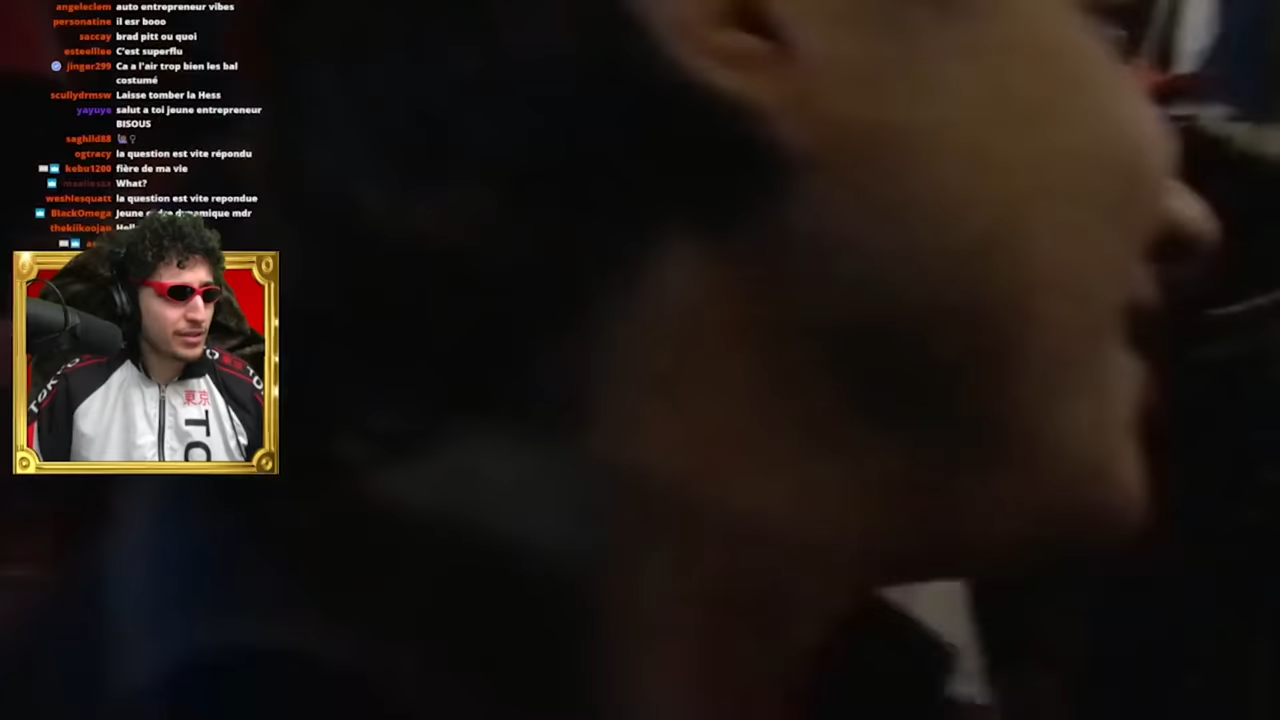 angeleclem auto entrepreneur vibes
personatine il esr booo
saccay brad pitt ou quoi
esteellleo C'est superflu
jinger299 Ca a l'air trop bien les bal
costumé
scullydrmsw Laisse tomber la Hess
yayuye salut a toi jeune entrepreneur
BISOUS
saghild88
ogtracy la question est vite répondu
kebu1200 fière de ma vie
What?
weshlesquatt la question est vite repondue
BlackOmega Jeune mdr
thekiikoojan
TOKYO
東京
TO